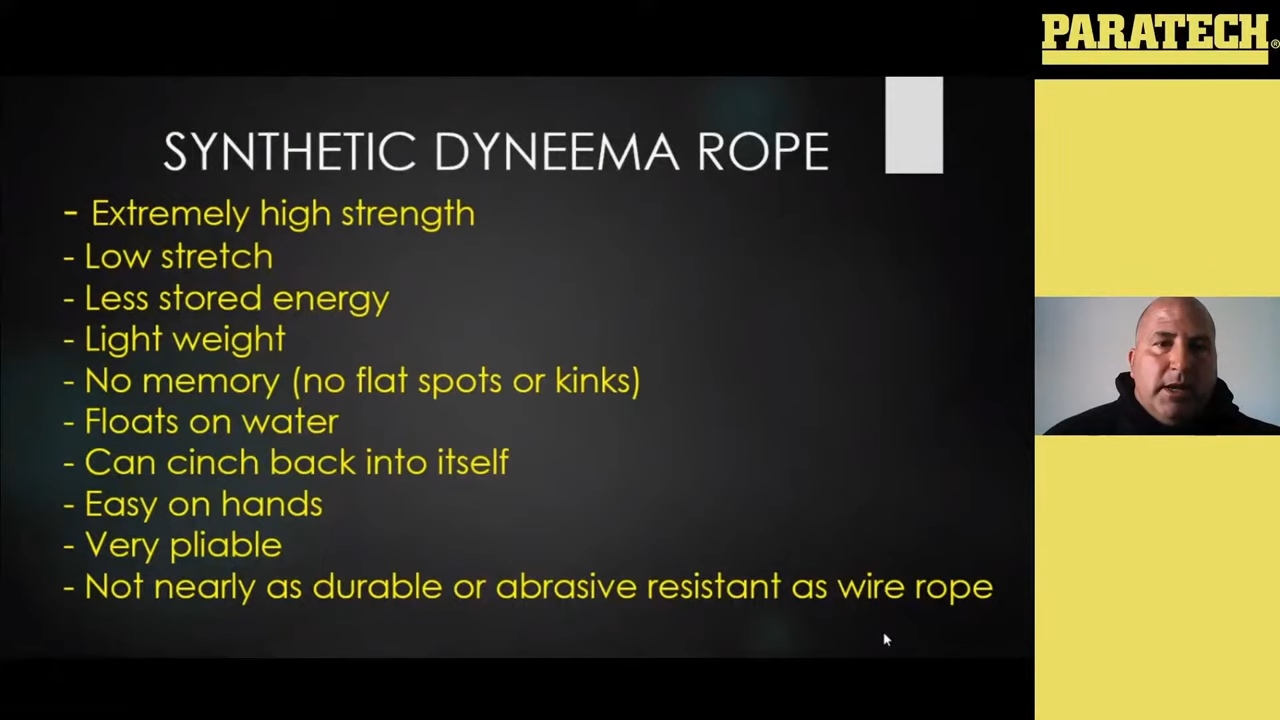 PARATECH®
SYNTHETIC DYNEEMA ROPE
- Extremely high strength
- Low stretch
- Less stored energy
- Light weight
- No memory (no flat spots or kinks)
- Floats on water
- Can cinch back into itself
- Easy on hands
- Very pliable
- Not nearly as durable or abrasive resistant as wire rope